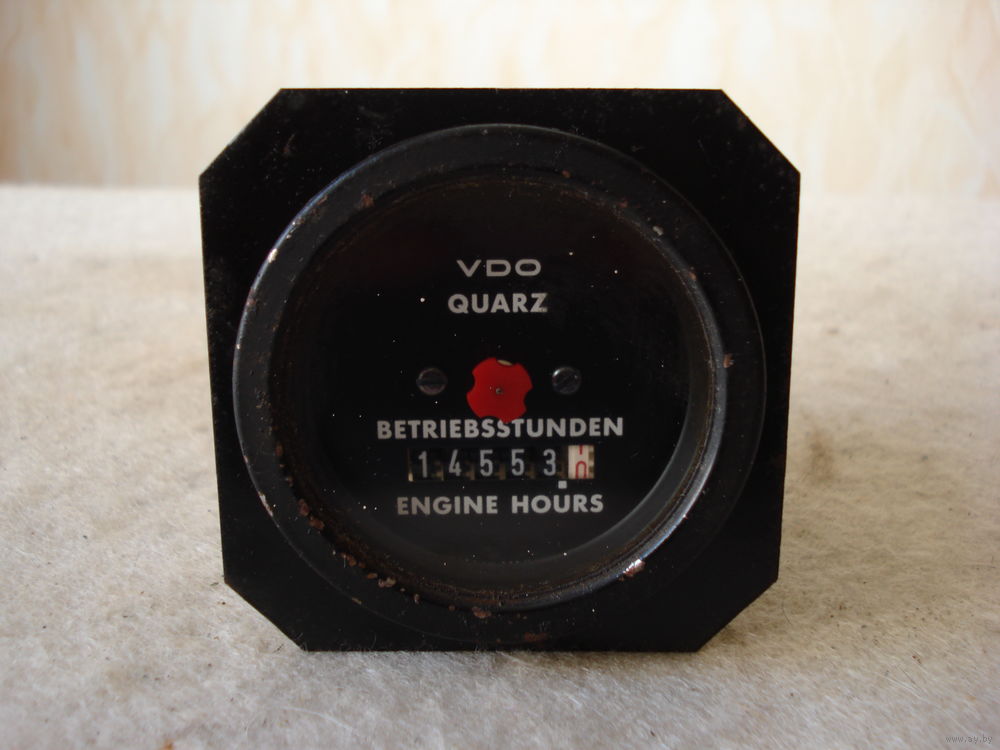 VDO
QUARZ
BETRIEBSSTUNDEN
14553
ENGINE HOURS
www.ay.by